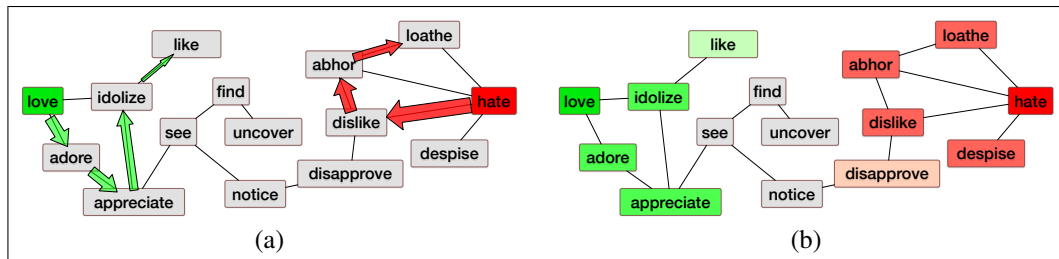 like
loathe
abhor
love
idolize
find
hate
dislike
see
uncover
adore
despise
disapprove
notice
appreciate
(a)
like
loathe
abhor
love
idolize
find
hate
dislike
see
uncover
adore
despise
disapprove
notice
appreciate
(b)